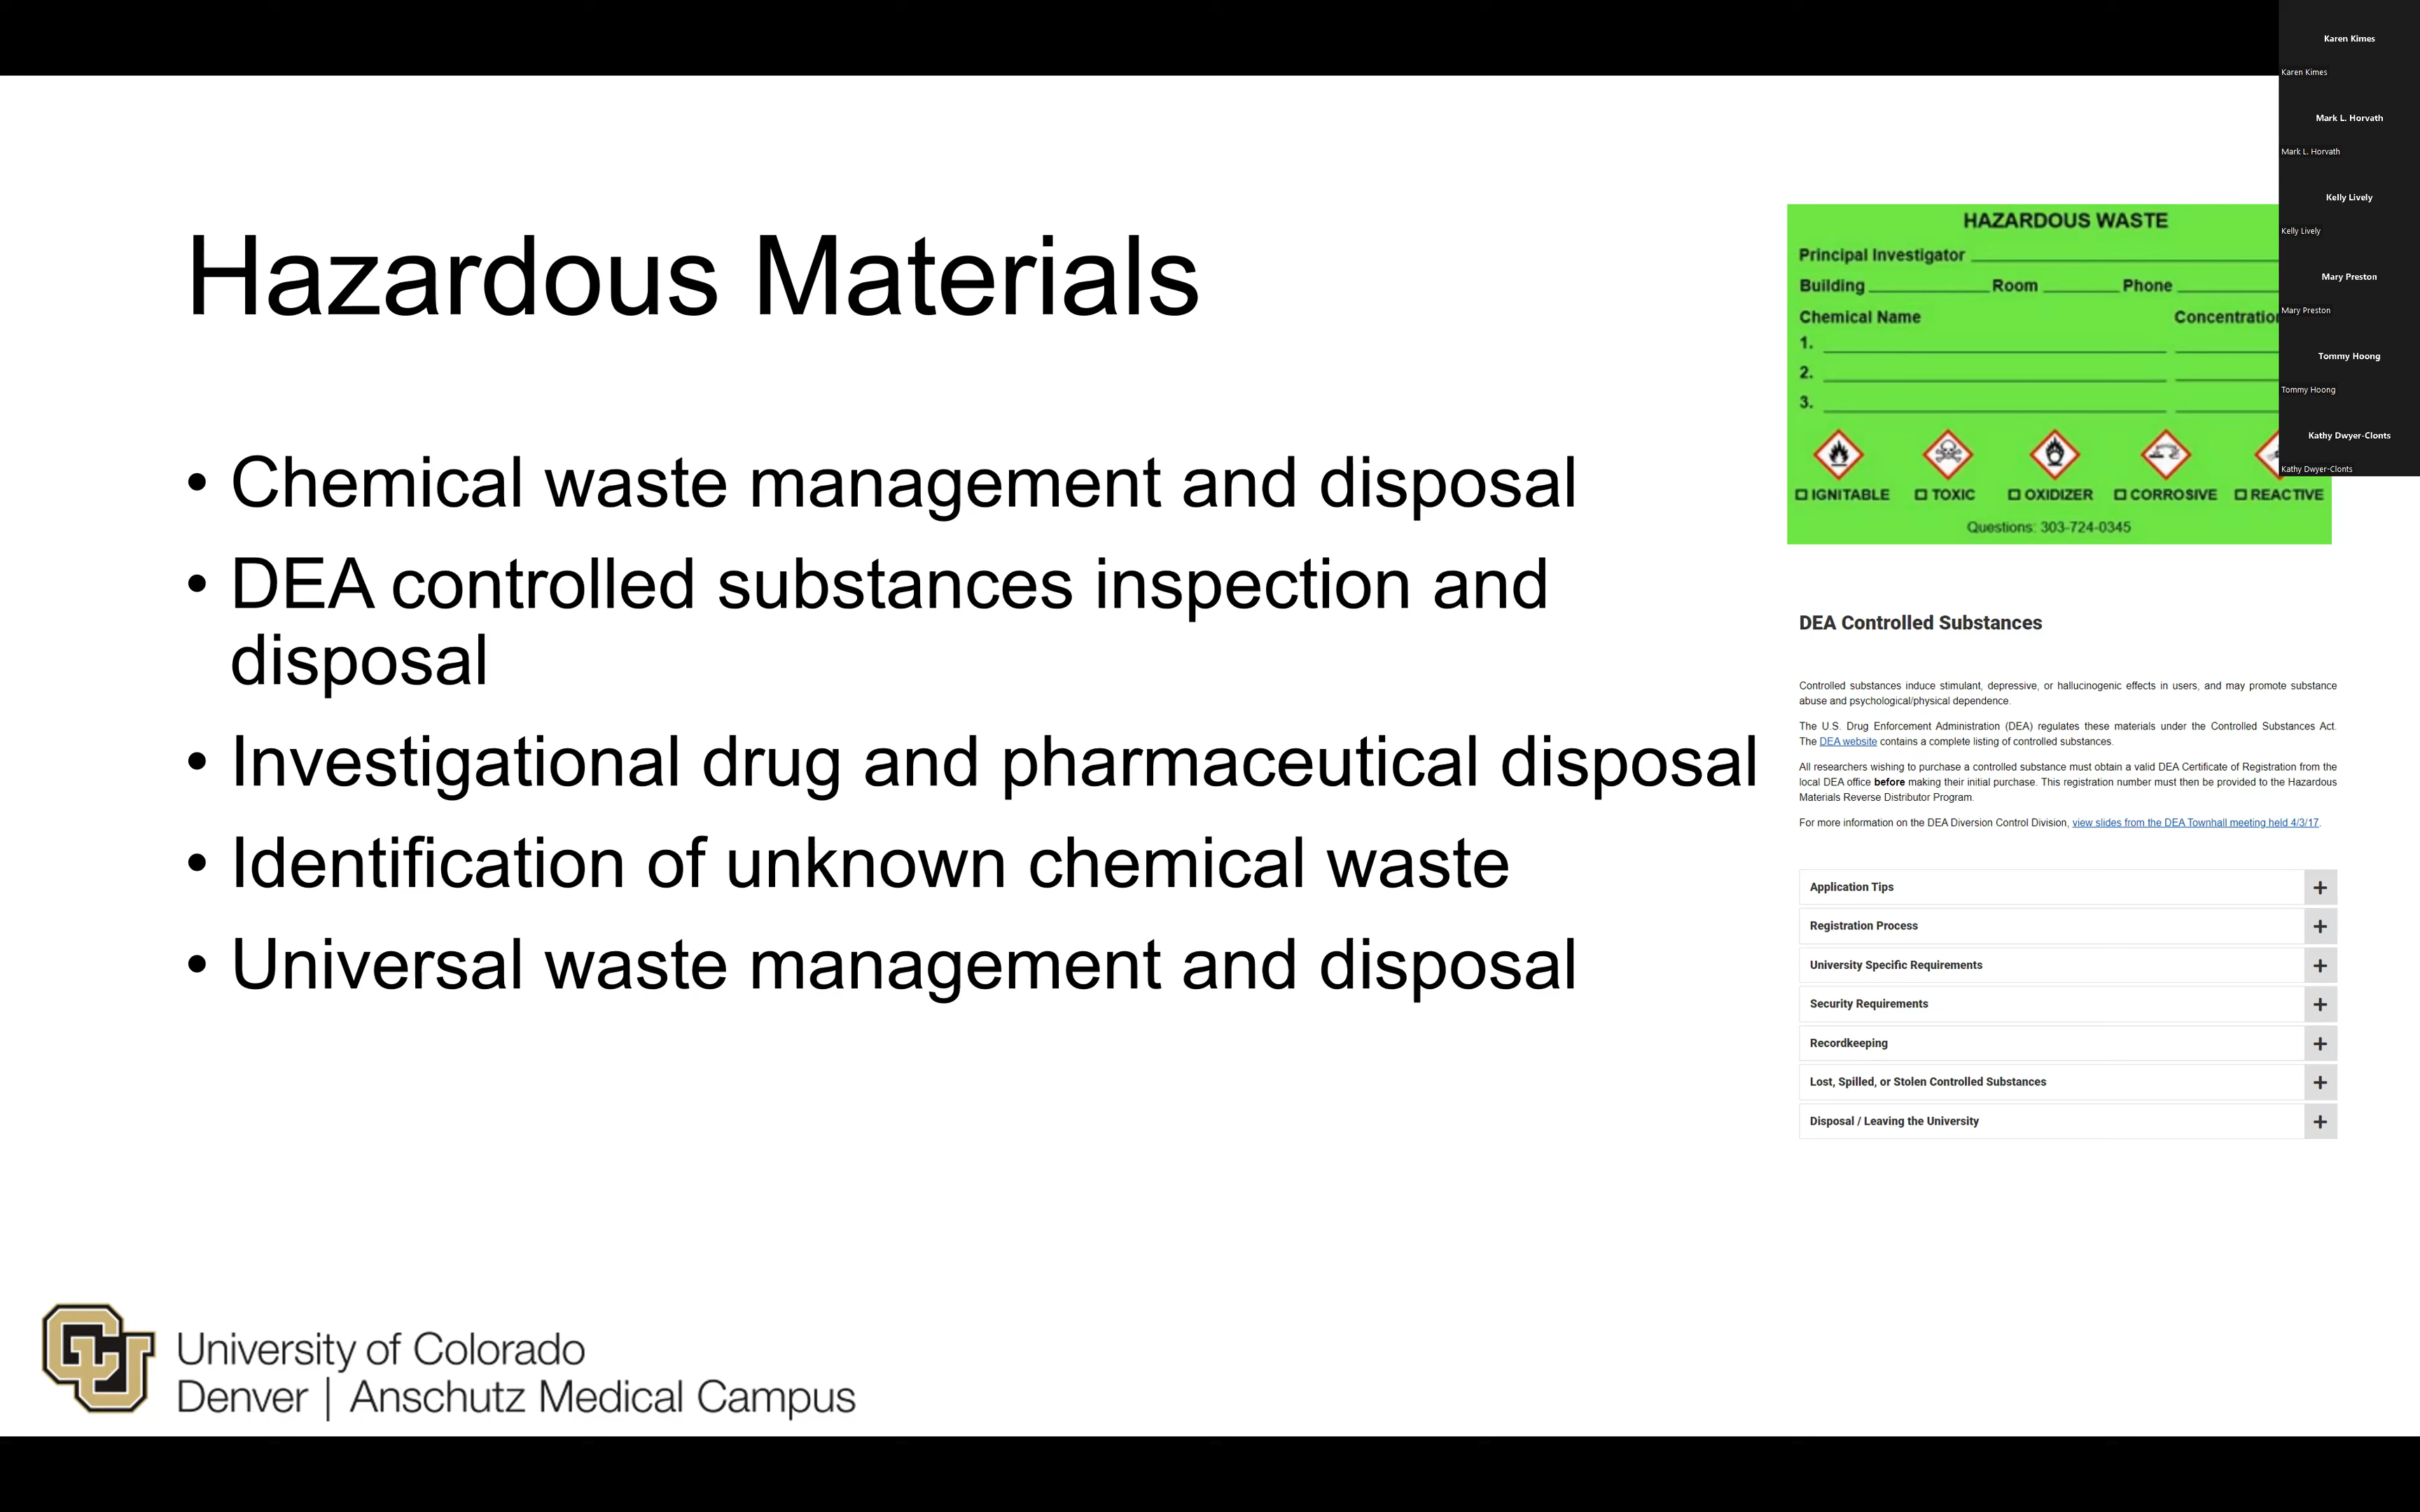 Hazardous Materials
• Chemical waste management and disposal
• DEA controlled substances inspection and
disposal
• Investigational drug and pharmaceutical disposal
• Identification of unknown chemical waste
• Universal waste management and disposal
HAZARDOUS WASTE
Principal Investigator
Building Room Phone
Chemical Name
1.
2.
3.
IGNITABLE TOXIC OXIDIZER CORROSIVE REACTIVE
Questions: 303-724-0345
DEA Controlled Substances
Controlled substances induce stimulant, depressive, or hallucinogenic effects in users, and may promote substance
abuse and psychological/physical dependence.
The U.S. Drug Enforcement Administration (DEA) regulates these materials under the Controlled Substances Act.
The DEA website contains a complete listing of controlled substances.
All researchers wishing to purchase a controlled substance must obtain a valid DEA Certificate of Registration from the
local DEA office before making their initial purchase. This registration number must then be provided to the Hazardous
Materials Reverse Distributor Program.
For more information on the DEA Diversion Control Division, view slides from the DEA Townhall meeting held 4/3/17.
Application Tips +
Registration Process +
University Specific Requirements +
Security Requirements +
Recordkeeping +
Lost, Spilled, or Stolen Controlled Substances +
Disposal / Leaving the University +
CU
University of Colorado
Denver | Anschutz Medical Campus
Karen Kimes
Karen Kimes
Mark L. Horvath
Mark L. Horvath
Kelly Lively
Kelly Lively
Mary Preston
Mary Preston
Tommy Hoong
Tommy Hoong
Kathy Dwyer-Clonts
Kathy Dwyer-Clonts